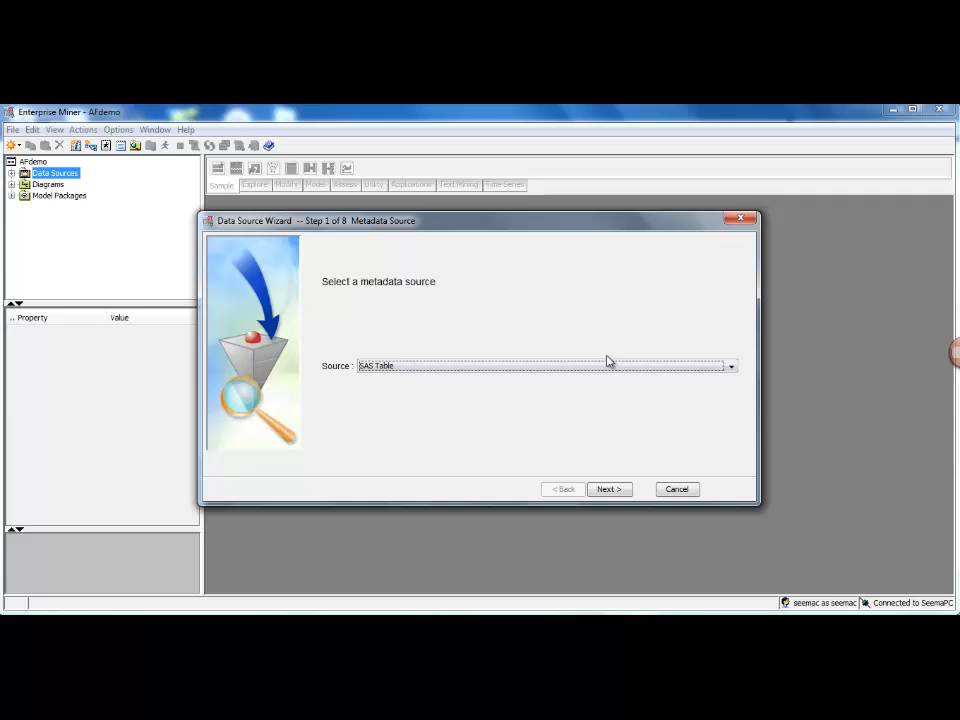 Enterprise Miner - AFdemo
File Edit View Actions Options Window Help
AFdemo
Data Sources
Diagrams
Model Packages
Sample Explore Modify Model Assess Utility Applications Text Mining Time Series
Data Source Wizard -- Step 1 of 8 Metadata Source
Select a metadata source
Source : SAS Table
< Back Next > Cancel
.. Property Value
seemac as seemac Connected to SeemaPC